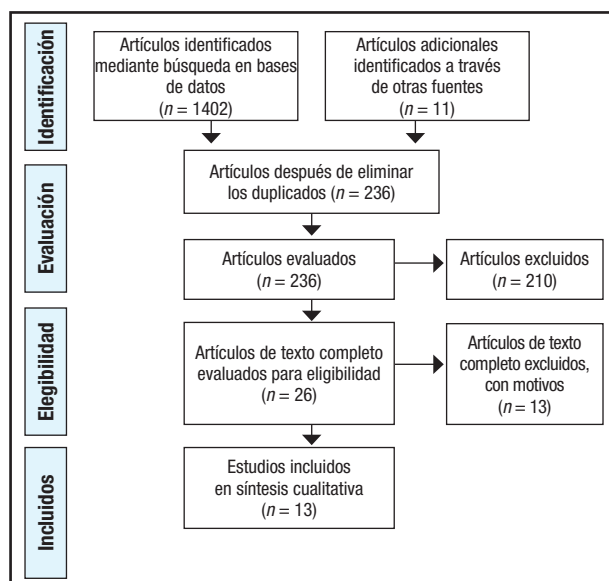 Identificación
Artículos identificados
mediante búsqueda en bases
de datos
(n = 1402)
Artículos adicionales
identificados a través
de otras fuentes
(n = 11)
Evaluación
Artículos después de eliminar
los duplicados (n = 236)
Artículos evaluados
(n = 236)
Artículos excluidos
(n = 210)
Elegibilidad
Artículos de texto completo
evaluados para eligibilidad
(n = 26)
Artículos de texto
completo excluidos,
con motivos
(n = 13)
Incluidos
Estudios incluidos
en síntesis cualitativa
(n = 13)